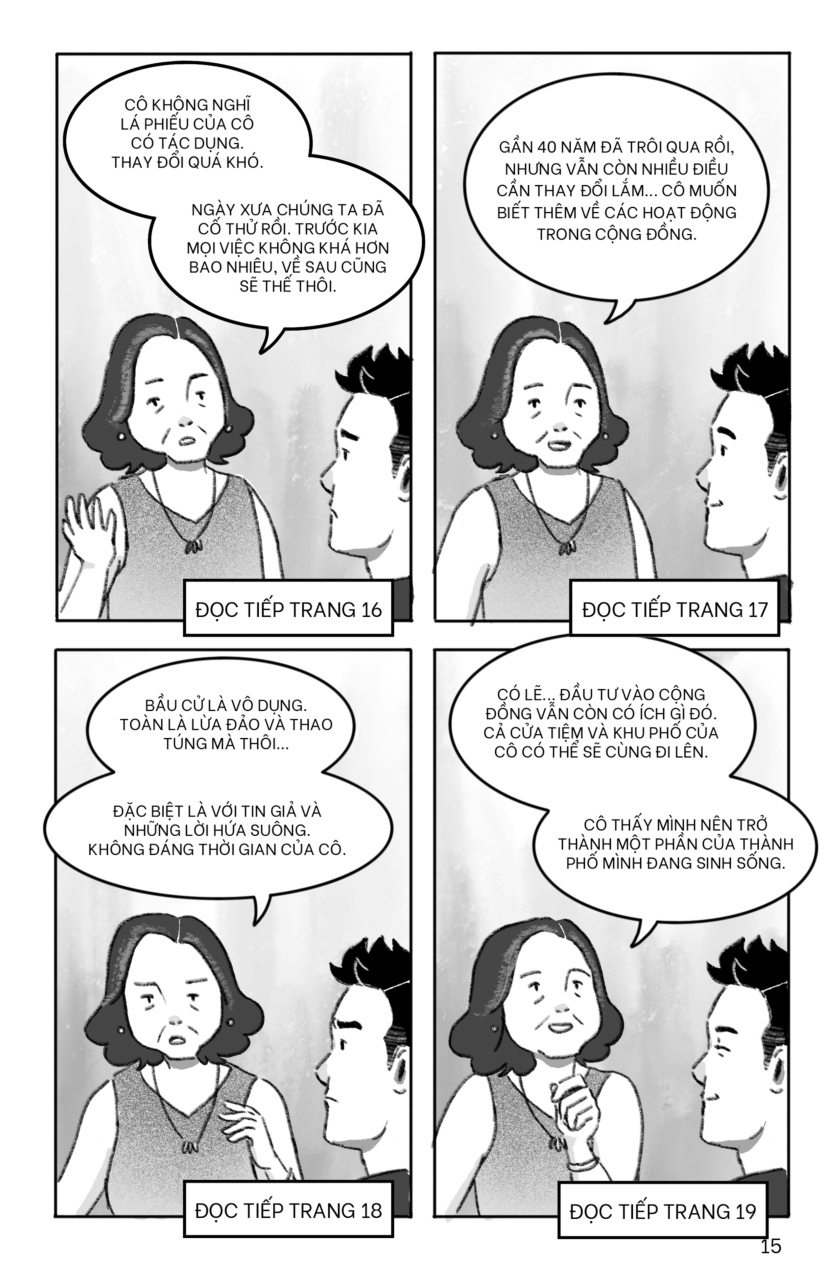 CÔ KHÔNG NGHĨ
LÁ PHIẾU CỦA CÔ
CÓ TÁC DỤNG.
THAY ĐỔI QUÁ KHÓ.
NGÀY XƯA CHÚNG TA ĐÃ
CỐ THỬ RỒI. TRƯỚC KIA
MỌI VIỆC KHÔNG KHÁ HƠN
BAO NHIÊU, VỀ SAU CŨNG
SẼ THẾ THÔI.
ĐỌC TIẾP TRANG 16
GẦN 40 NĂM ĐÃ TRÔI QUA RỒI,
NHƯNG VẪN CÒN NHIỀU ĐIỀU
CẦN THAY ĐỔI LẮM... CÔ MUỐN
BIẾT THÊM VỀ CÁC HOẠT ĐỘNG
TRONG CỘNG ĐỒNG.
ĐỌC TIẾP TRANG 17
BẦU CỬ LÀ VÔ DỤNG.
TOÀN LÀ LỪA ĐẢO VÀ THAO
TÚNG MÀ THÔI...
ĐẶC BIỆT LÀ VỚI TIN GIẢ VÀ
NHỮNG LỜI HỨA SUÔNG.
KHÔNG ĐÁNG THỜI GIAN CỦA CÔ.
ĐỌC TIẾP TRANG 18
CÓ LẼ... ĐẦU TƯ VÀO CỘNG
ĐỒNG VẪN CÒN CÓ ÍCH GÌ ĐÓ.
CẢ CỬA TIỆM VÀ KHU PHỐ CỦA
CÔ CÓ THỂ SẼ CÙNG ĐI LÊN.
CÔ THẤY MÌNH NÊN TRỞ
THÀNH MỘT PHẦN CỦA THÀNH
PHỐ MÌNH ĐANG SINH SỐNG.
ĐỌC TIẾP TRANG 19
15